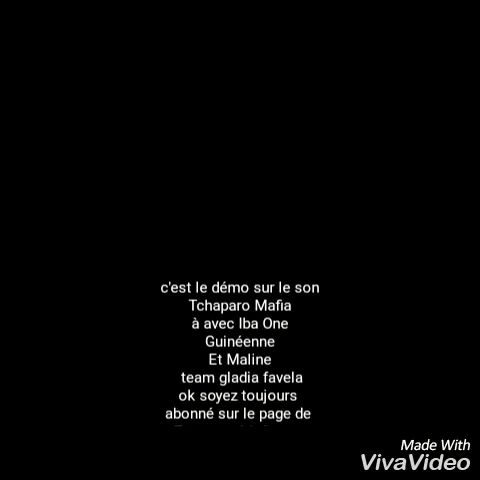 c'est le démo sur le son
Tchaparo Mafia
à avec Iba One
Guinéenne
Et Maline
team gladia favela
ok soyez toujours
abonné sur le page de
Made With
VivaVideo